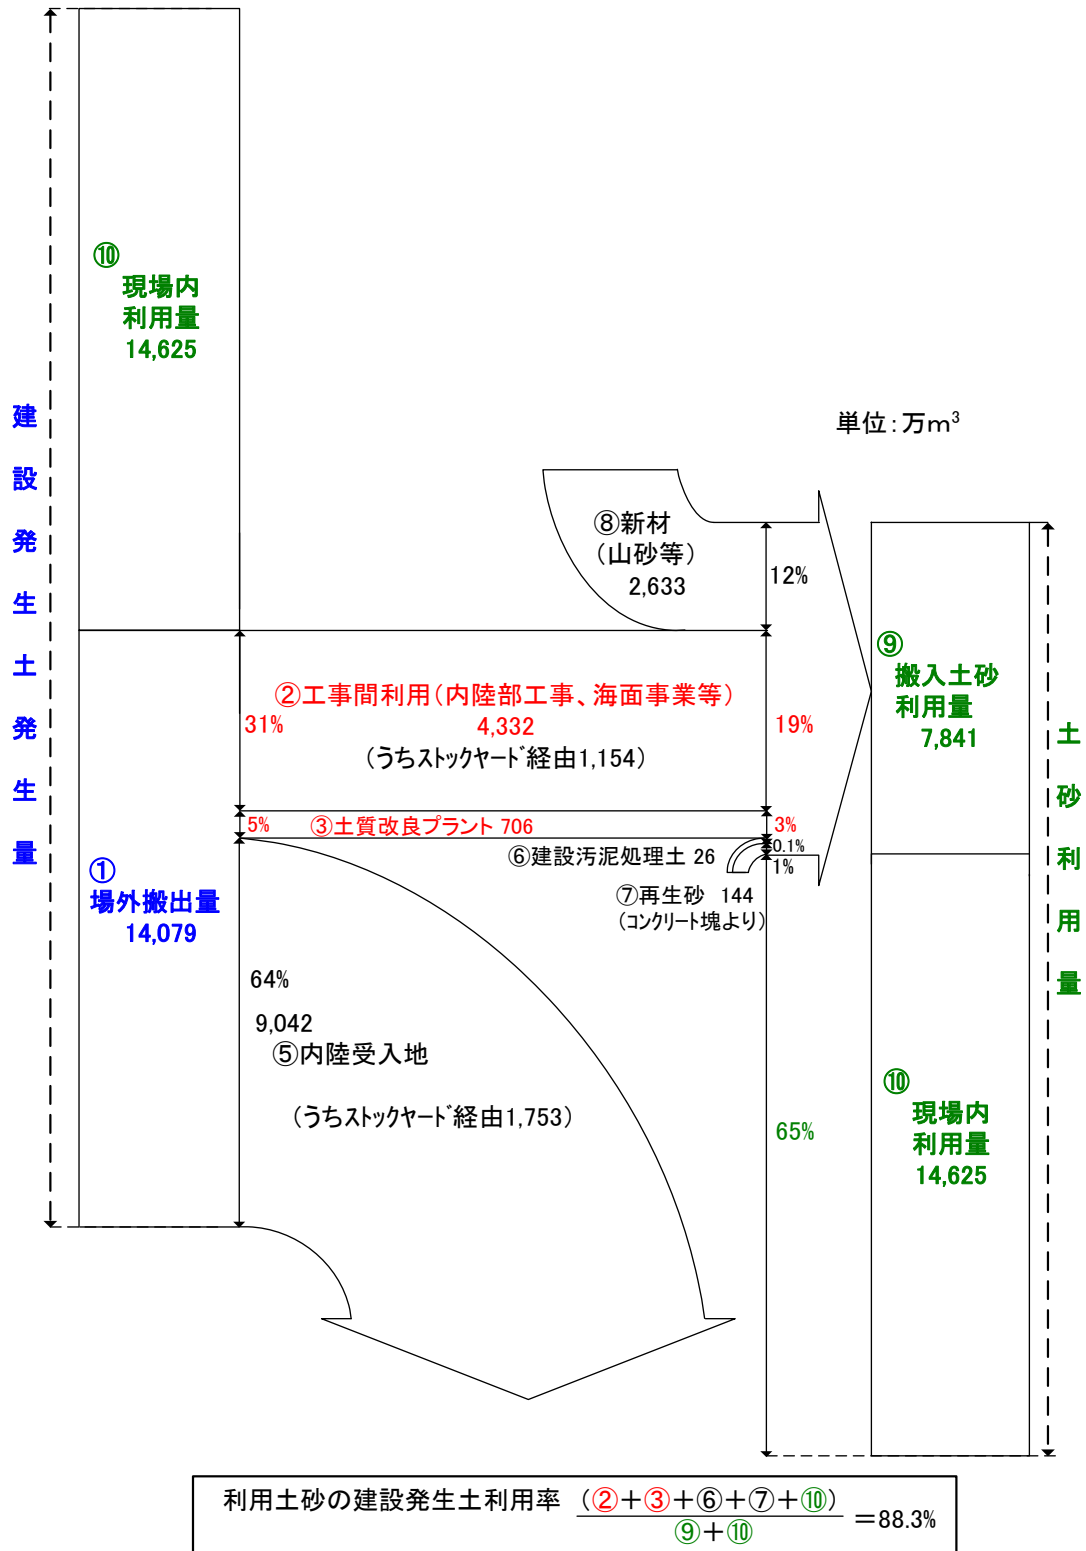 建設発生土発生量
⑩
現場内
利用量
14,625
単位:万m³
⑧新材
(山砂等)
2,633
12%
②工事間利用(内陸部工事、海面事業等)
4,332
(うちストックヤード経由1,154)
31%
19%
⑨
搬入土砂
利用量
7,841
土砂利用量
5%
③土質改良プラント 706
3%
⑥建設汚泥処理土 26
0.1%
1%
⑦再生砂 144
(コンクリート塊より)
①
場外搬出量
14,079
64%
9,042
⑤内陸受入地
(うちストックヤード経由1,753)
65%
⑩
現場内
利用量
14,625
利用土砂の建設発生土利用率 (②+③+⑥+⑦+⑩)
⑨+⑩
=88.3%